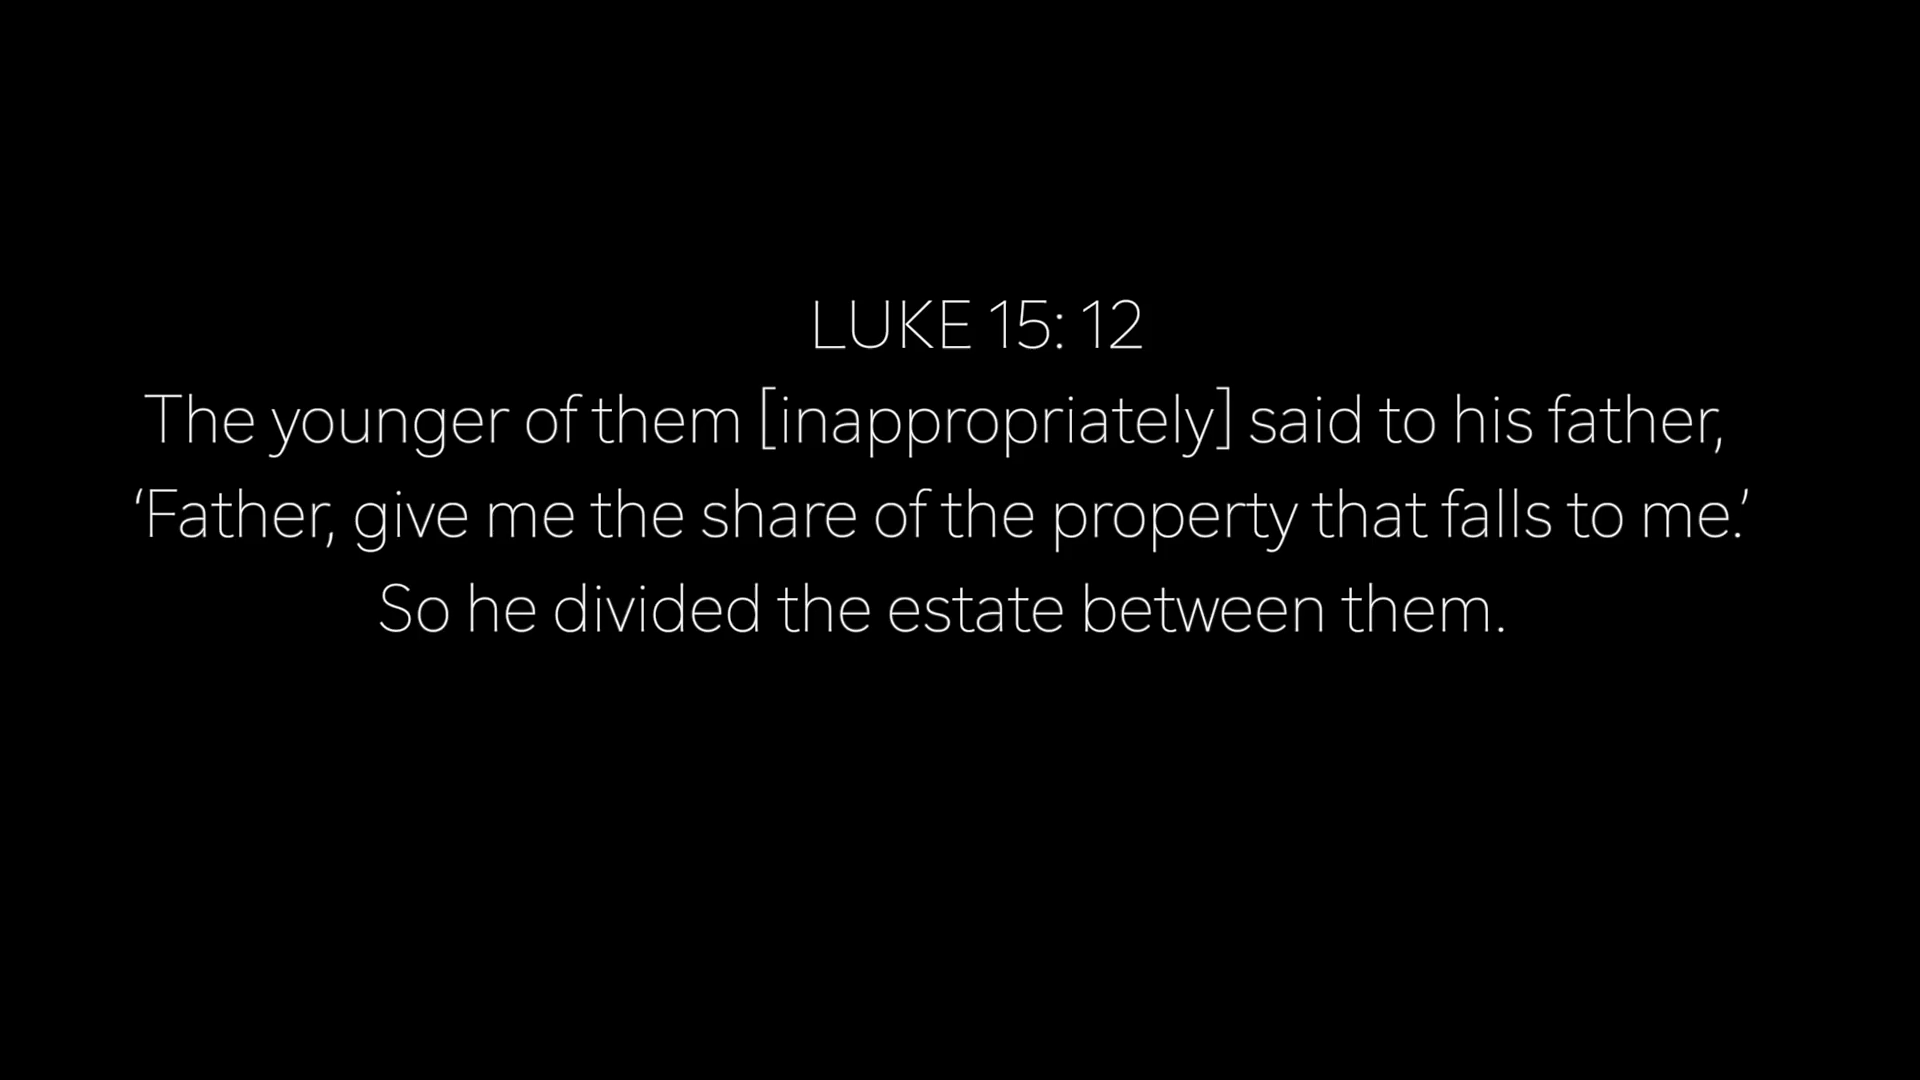 LUKE 15: 12
The younger of them [inappropriately] said to his father,
‘Father, give me the share of the property that falls to me.’
So he divided the estate between them.